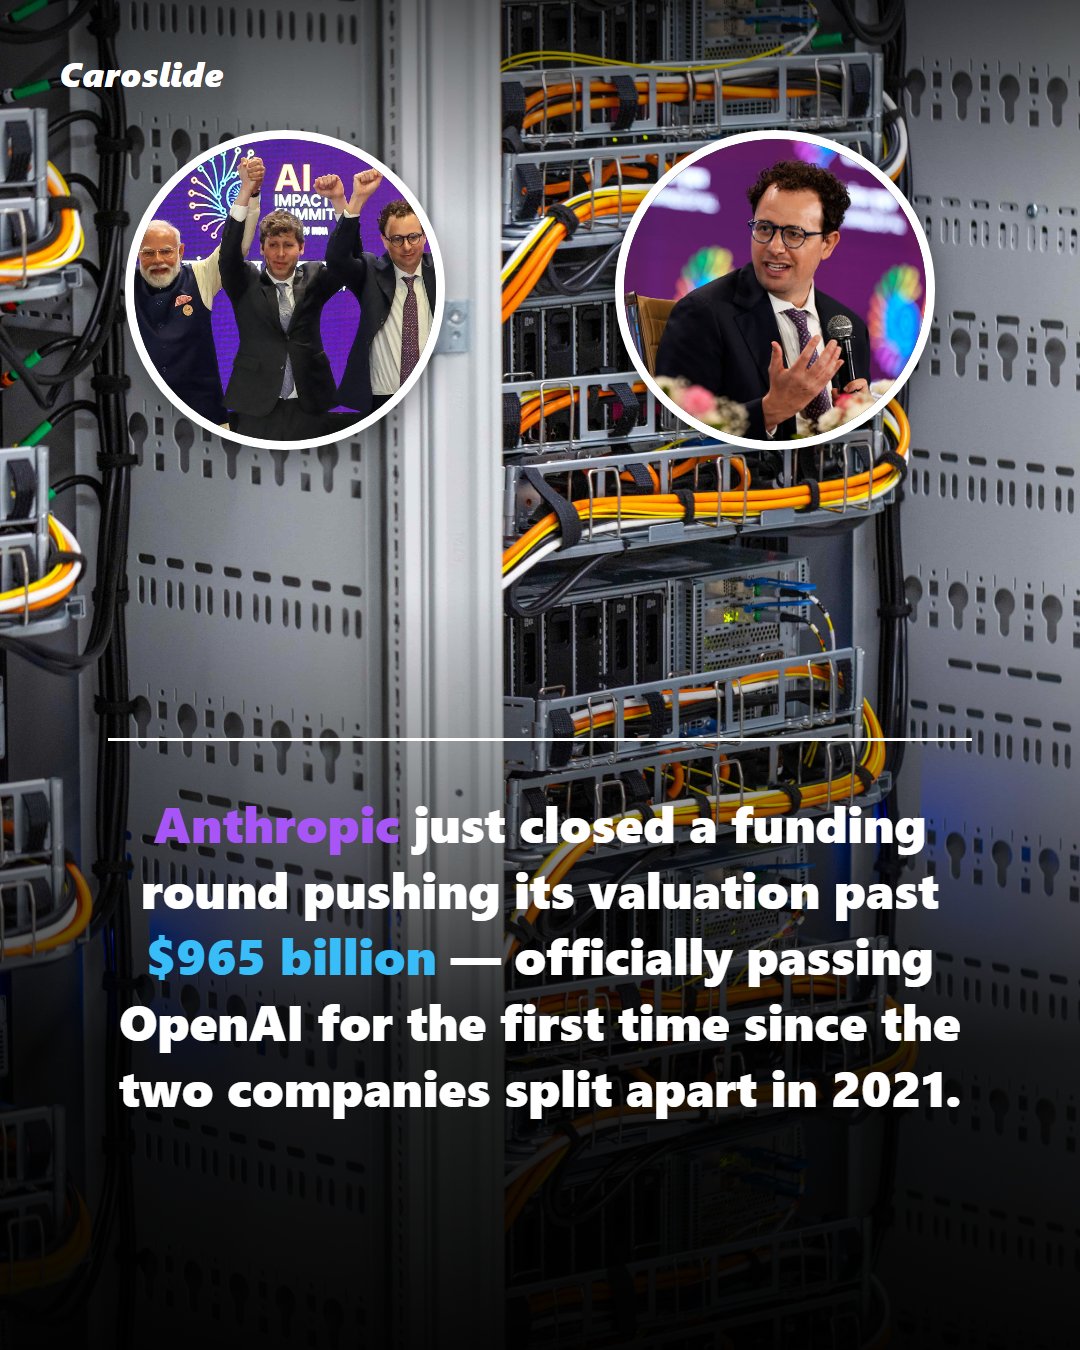 Caroslide
AI
IMPACT
SUMMIT
INDIA
Anthropic just closed a funding
round pushing its valuation past
$965 billion — officially passing
OpenAI for the first time since the
two companies split apart in 2021.